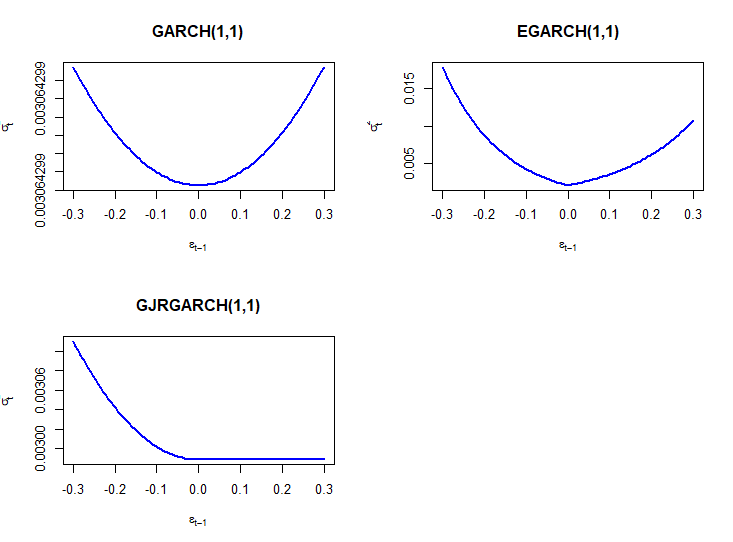 GARCH(1,1)
0.003064299
0.003064299
σ²t
-0.3 -0.2 -0.1 0.0 0.1 0.2 0.3
εt−1
EGARCH(1,1)
0.015
0.005
σ²t
-0.3 -0.2 -0.1 0.0 0.1 0.2 0.3
εt−1
GJRGARCH(1,1)
0.00306
0.00300
σ²t
-0.3 -0.2 -0.1 0.0 0.1 0.2 0.3
εt−1